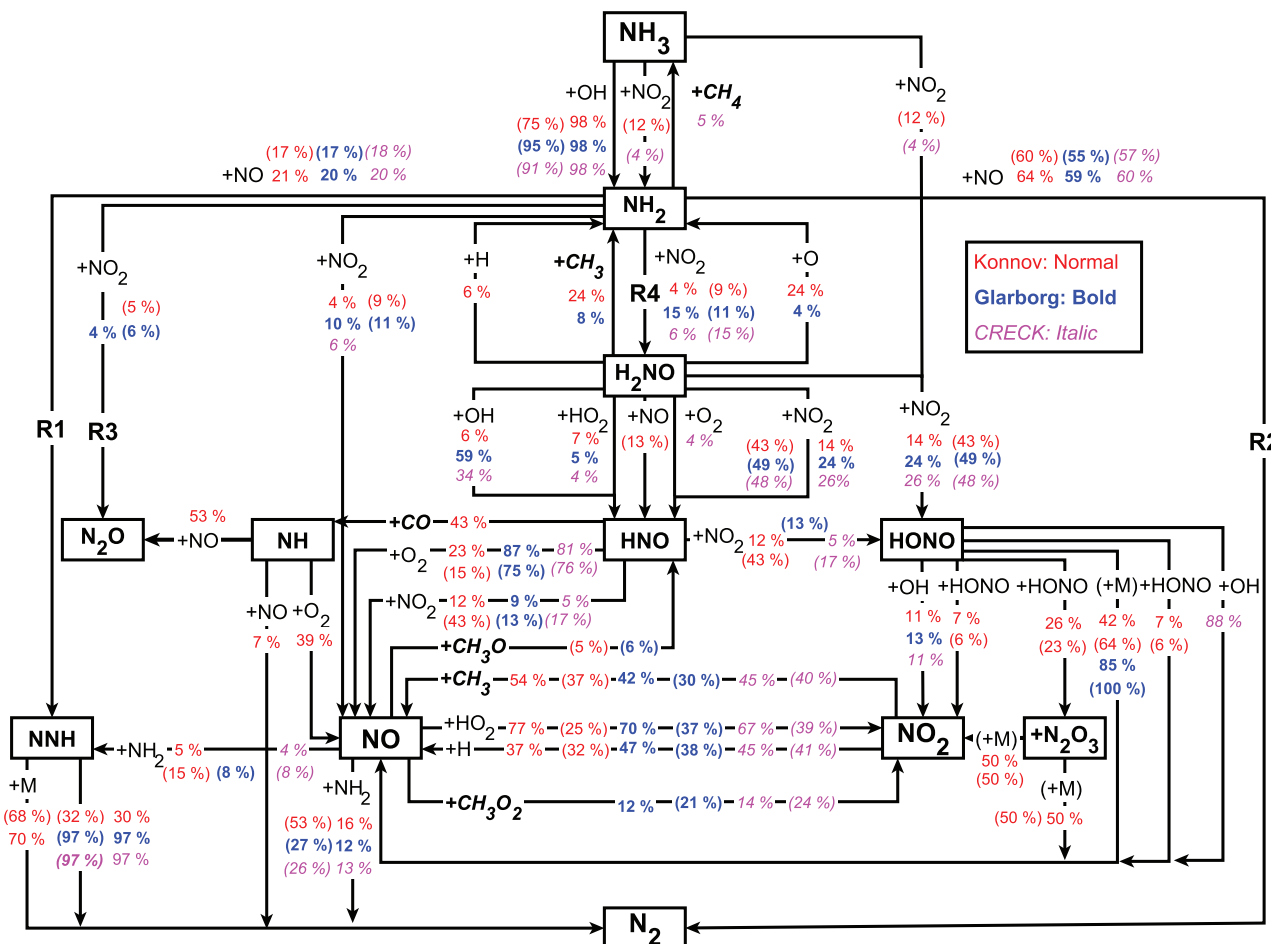 NH3
+OH +NO2 +CH4 +NO2
(75 %) 98 % (12 %) 5 % (12 %)
(95 %) 98 %
(91 %) 98 % (4 %) (4 %)
(17 %) (17 %) (18 %)
+NO 21 % 20 % 20 %
(60 %) (55 %) (57 %)
+NO 64 % 59 % 60 %
NH2
+NO2
(5 %)
4 % (6 %)
+NO2
4 % (9 %)
10 % (11 %)
6 %
+H
6 %
+CH3
24 %
8 %
R4
+NO2
4 % (9 %)
15 % (11 %)
6 % (15 %)
+O
24 %
4 %
Konnov: Normal
Glarborg: Bold
CRECK: Italic
H2NO
R1 R3 R2
+OH
6 %
59 %
34 %
+HO2
7 %
5 %
4 %
+NO
(13 %)
+O2
4 %
+NO2
(43 %) 14 %
(49 %) 24 %
(48 %) 26%
+NO2
14 % (43 %)
24 % (49 %)
26 % (48 %)
N2O
53 %
+NO
NH
+CO 43 %
HNO
(13 %)
+NO2 12 % 5 %
(43 %) (17 %)
HONO
+O2 23 % 87 % 81 %
(15 %) (75 %) (76 %)
+NO2 12 % 9 % 5 %
(43 %) (13 %) (17 %)
+NO +O2
7 % 39 %
+CH3O (5 %) (6 %)
+CH3 54 % (37 %) 42 % (30 %) 45 % (40 %)
+OH
11 %
13 %
11 %
+HONO
7 %
(6 %)
+HONO
26 %
(23 %)
(+M)
42 %
(64 %)
85 %
(100 %)
+HONO
7 %
(6 %)
+OH
88 %
NNH
NO
+HO2 77 % (25 %) 70 % (37 %) 67 % (39 %)
+H 37 % (32 %) 47 % (38 %) 45 % (41 %)
NO2
(+M)
50 %
(50 %)
+N2O3
+NH2 5 % 4 %
(15 %) (8 %) (8 %)
+M
(68 %) (32 %) 30 %
70 % (97 %) 97 %
(97 %) 97 %
+NH2
(53 %) 16 %
(27 %) 12 %
(26 %) 13 %
+CH3O2 12 % (21 %) 14 % (24 %)
(+M)
(50 %) 50 %
N2